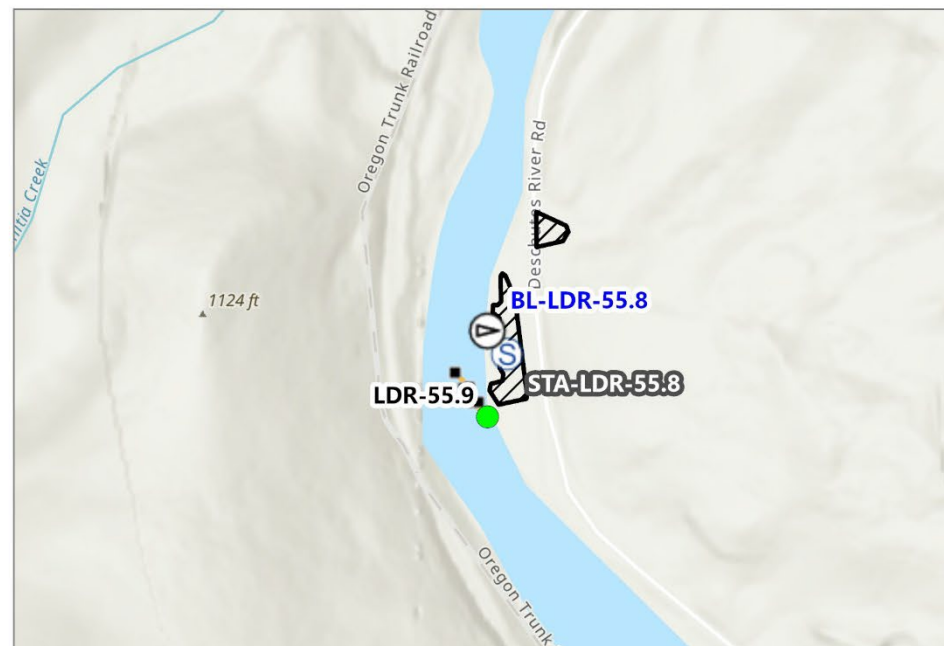 Oregon Trunk Railroad
Deschutes River Rd
1124 ft
BL-LDR-55.8
S
STA-LDR-55.8
LDR-55.9
Oregon Trunk